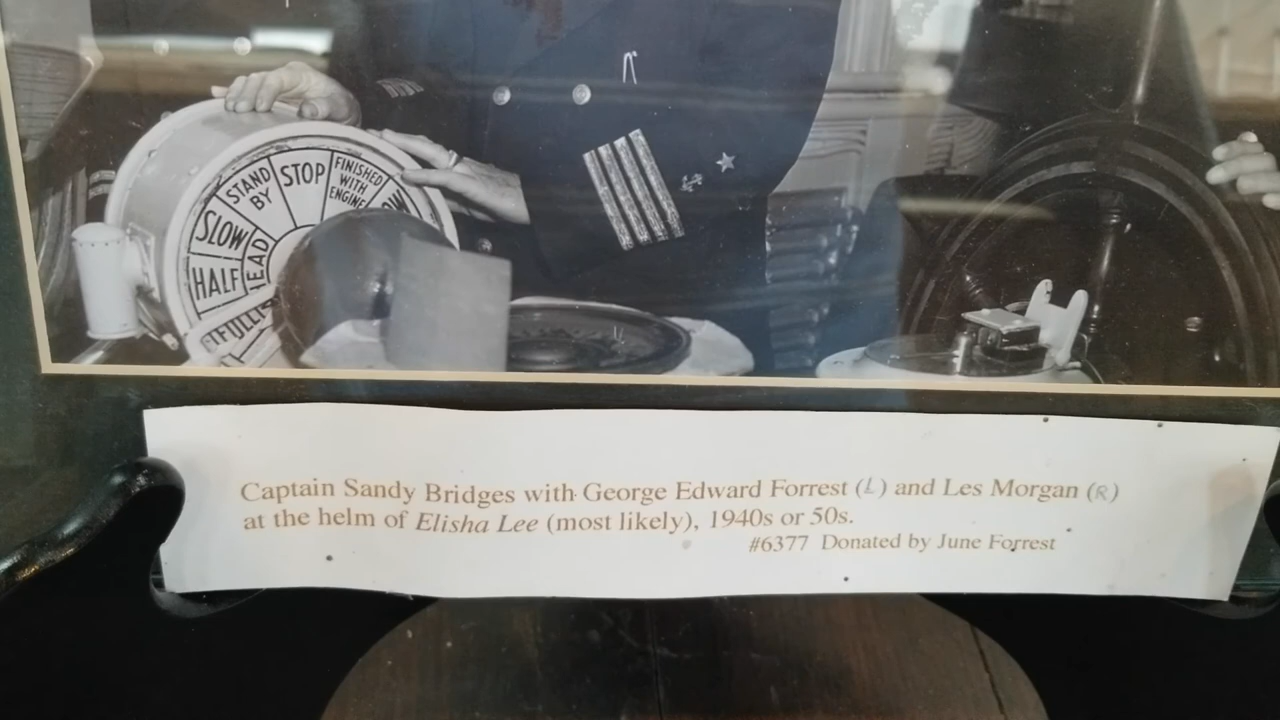 STOP
STAND BY
FINISHED WITH ENGINE
SLOW
HALF
FULL
Captain Sandy Bridges with George Edward Forrest (L) and Les Morgan (R)
at the helm of Elisha Lee (most likely), 1940s or 50s.
#6377 Donated by June Forrest